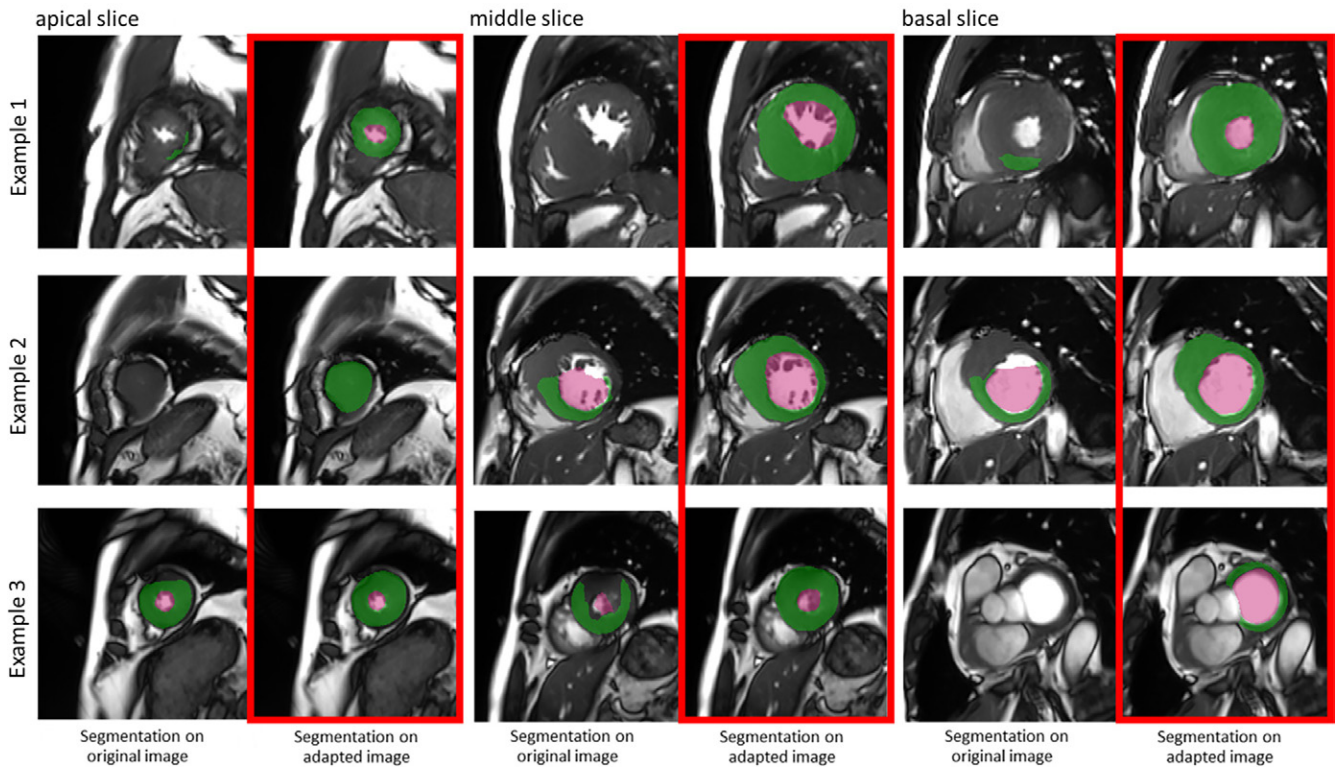 apical slice
middle slice
basal slice
Example 1
Example 2
Example 3
Segmentation on
original image
Segmentation on
adapted image
Segmentation on
original image
Segmentation on
adapted image
Segmentation on
original image
Segmentation on
adapted image